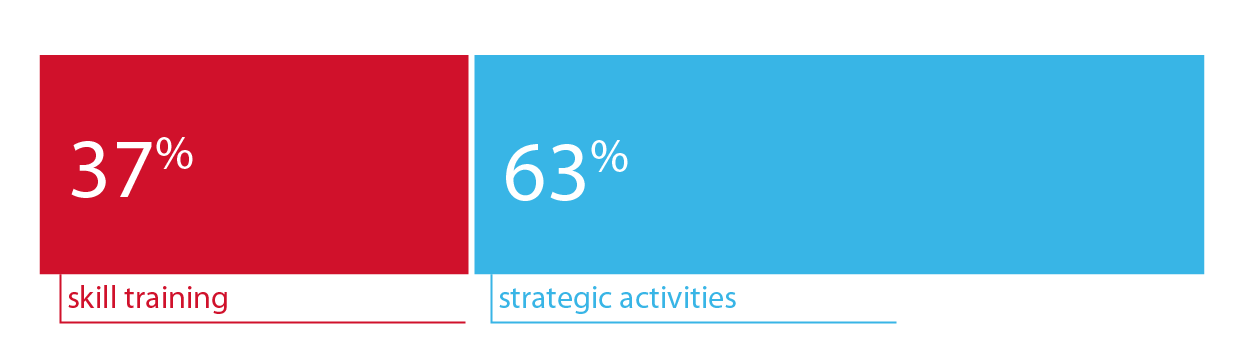 37%
63%
skill training
strategic activities